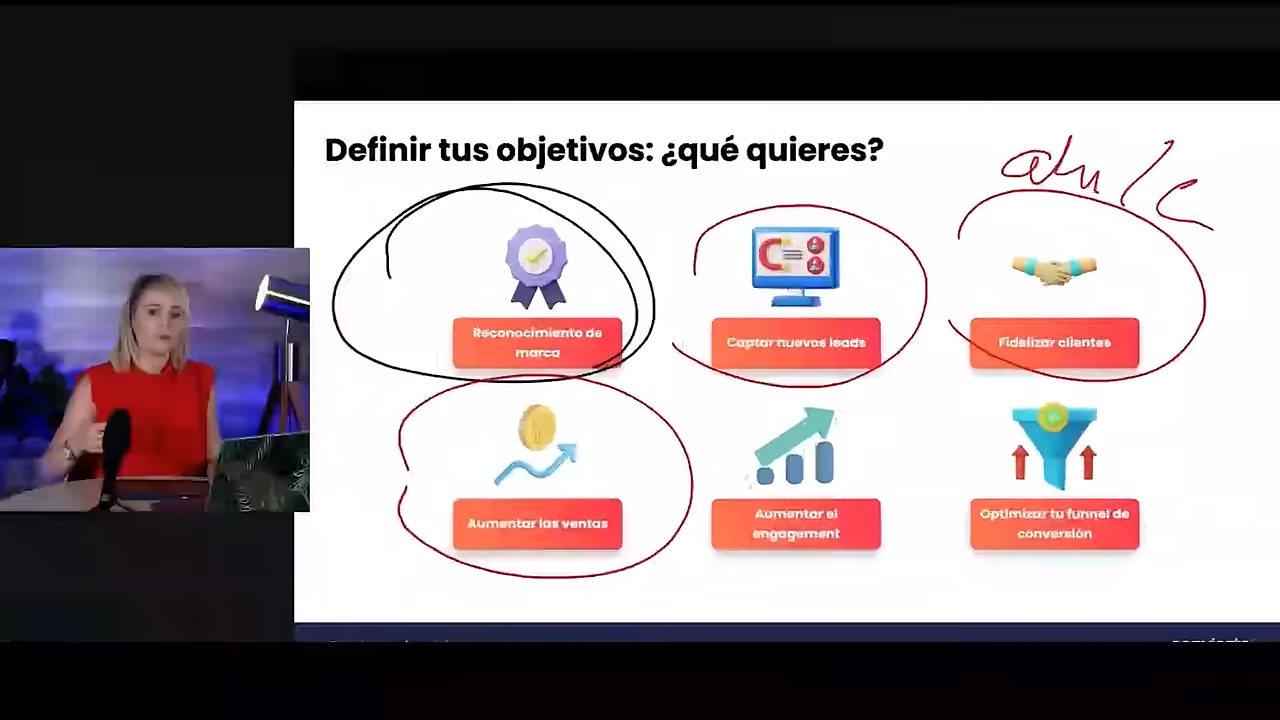 Definir tus objetivos: ¿qué quieres?
Reconocimiento de
marca
Captar nuevos leads
Fidelizar clientes
Aumentar las ventas
Aumentar el
engagement
Optimizar tu funnel de
conversión